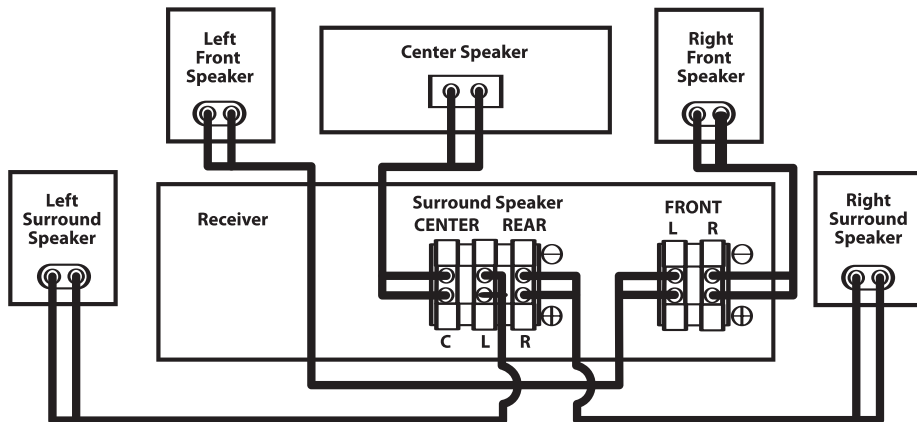 Left
Front
Speaker
Center Speaker
Right
Front
Speaker
Left
Surround
Speaker
Receiver
Surround Speaker
CENTER REAR
C L R
FRONT
L R
Right
Surround
Speaker